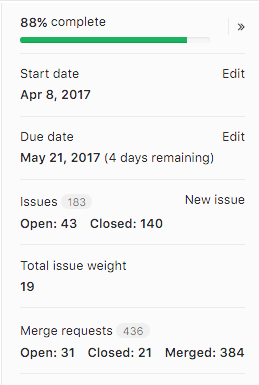 88% complete »
Start date Edit
Apr 8, 2017
Due date Edit
May 21, 2017 (4 days remaining)
Issues 183 New issue
Open: 43 Closed: 140
Total issue weight
19
Merge requests 436
Open: 31 Closed: 21 Merged: 384